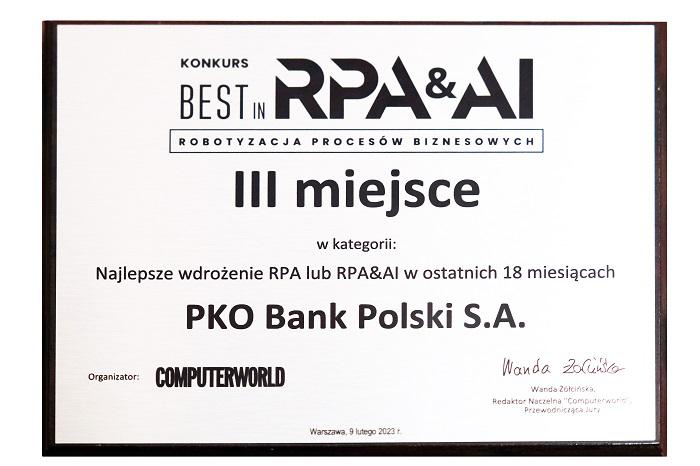 KONKURS
BEST IN RPA&AI
ROBOTYZACJA PROCESÓW BIZNESOWYCH
III miejsce
w kategorii:
Najlepsze wdrożenie RPA lub RPA&AI w ostatnich 18 miesiącach
PKO Bank Polski S.A.
Organizator: COMPUTERWORLD
Wanda Żółcińska
Wanda Żółcińska,
Redaktor Naczelna "Computerworld",
Przewodnicząca Jury
Warszawa, 9 lutego 2023 r.